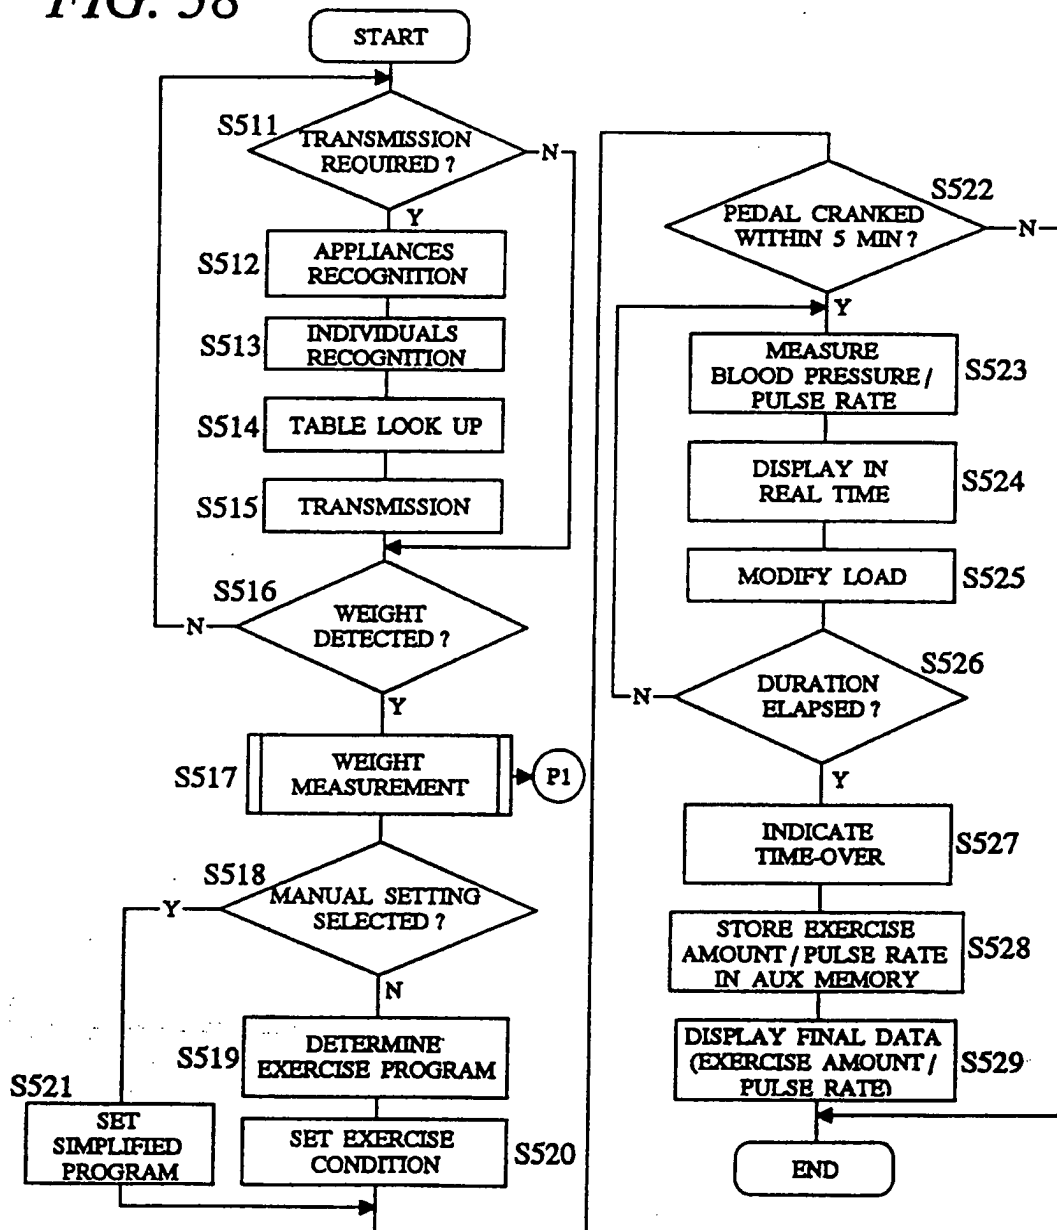 FIG. 58
START
S511
TRANSMISSION
REQUIRED ?
N
Y
S512
APPLIANCES
RECOGNITION
S513
INDIVIDUALS
RECOGNITION
S514
TABLE LOOK UP
S515
TRANSMISSION
S516
WEIGHT
DETECTED ?
N
Y
S517
WEIGHT
MEASUREMENT
P1
S518
MANUAL SETTING
SELECTED ?
Y
N
S519
DETERMINE
EXERCISE PROGRAM
S521
SET
SIMPLIFIED
PROGRAM
SET EXERCISE
CONDITION
S520
S522
PEDAL CRANKED
WITHIN 5 MIN ?
N
Y
MEASURE
BLOOD PRESSURE /
PULSE RATE
S523
DISPLAY IN
REAL TIME
S524
MODIFY LOAD
S525
S526
DURATION
ELAPSED ?
N
Y
INDICATE
TIME-OVER
S527
STORE EXERCISE
AMOUNT / PULSE RATE
IN AUX MEMORY
S528
DISPLAY FINAL DATA
(EXERCISE AMOUNT /
PULSE RATE)
S529
END